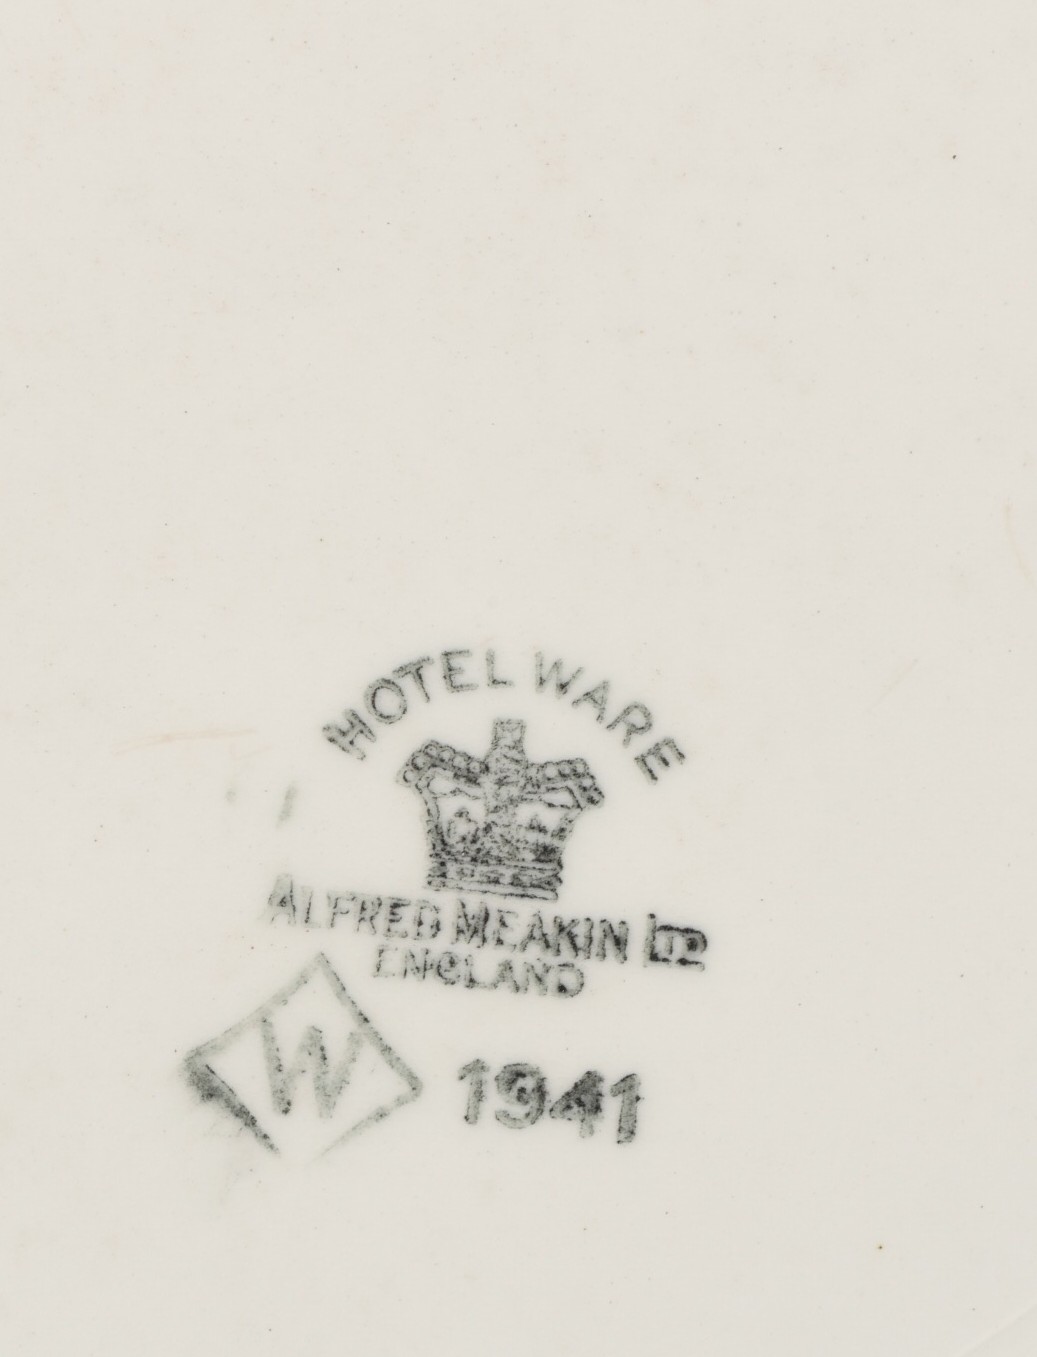 HOTEL WARE
ALFRED MEAKIN LTD
ENGLAND
W
1941